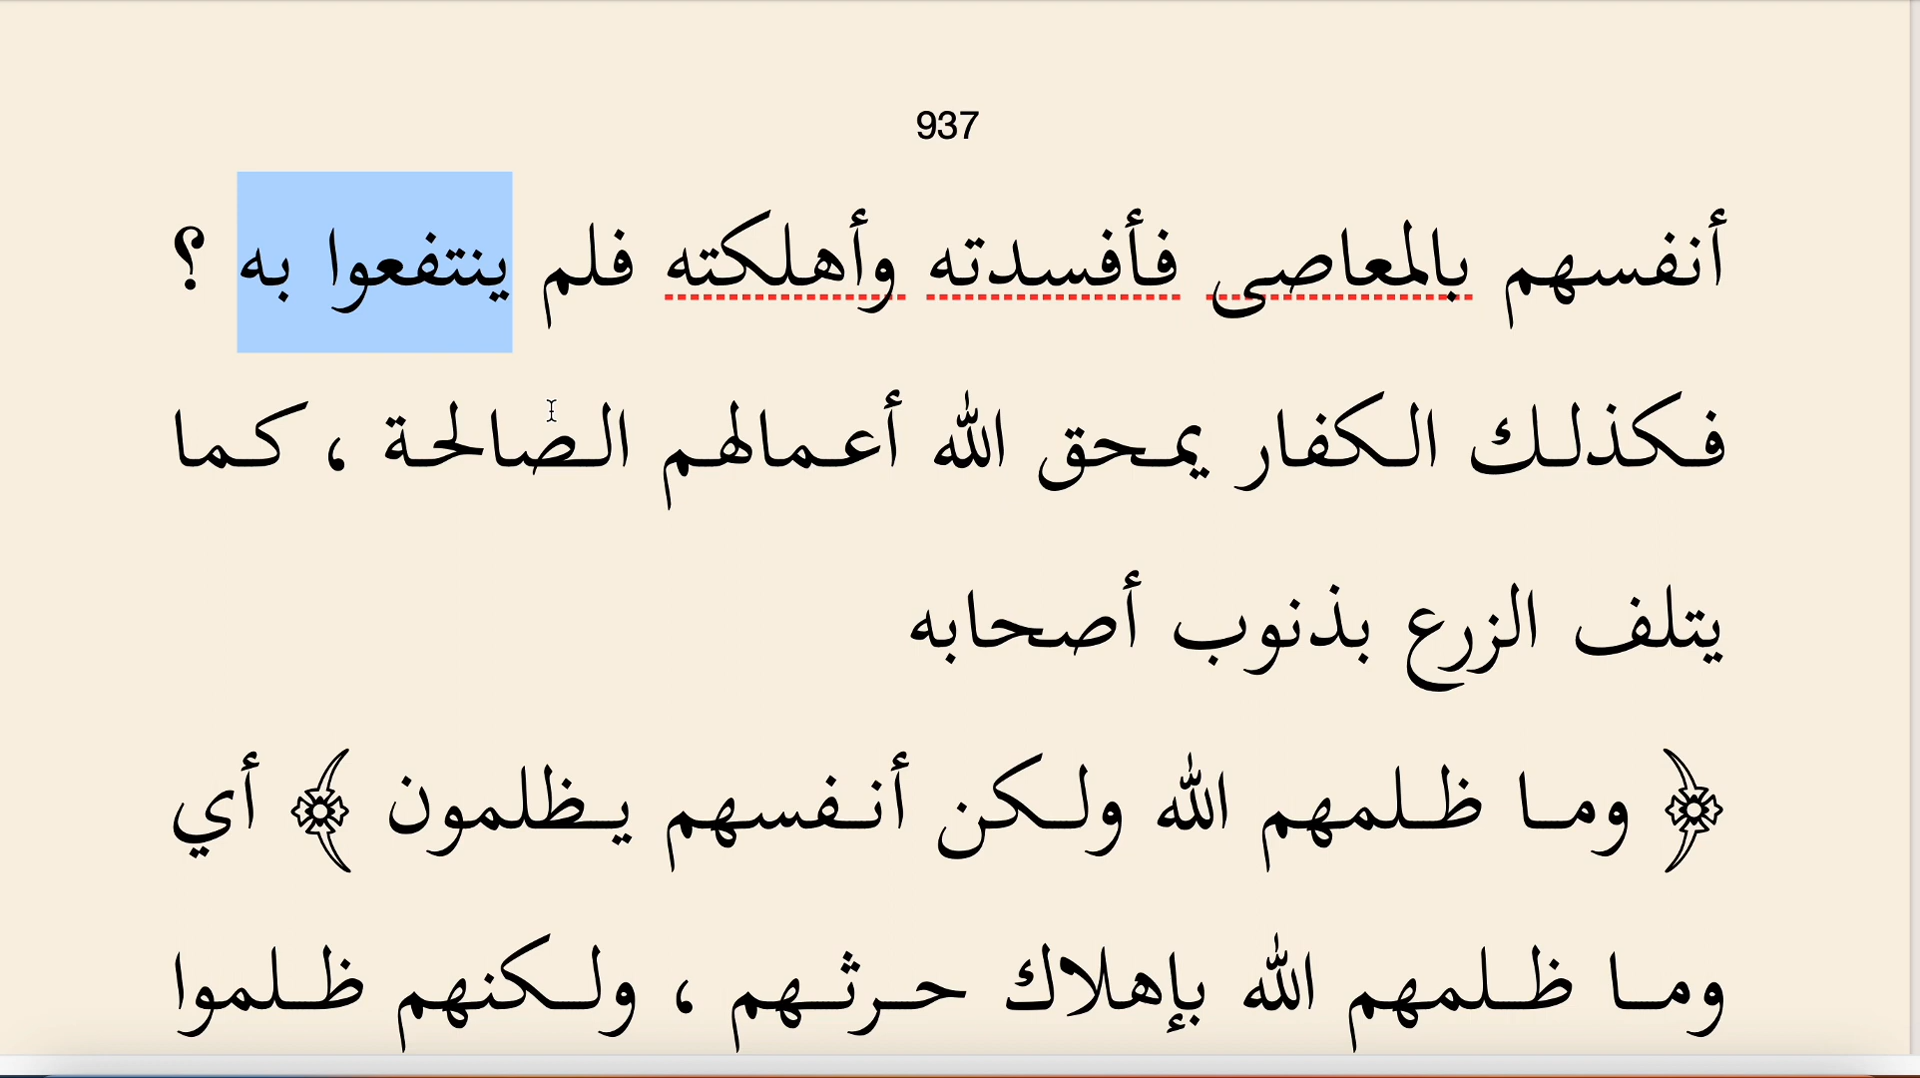 937
أنفسهم بالمعاصى فأفسدته وأهلكته فلم ينتفعوا به ؟
فكذلك الكفار يمحق الله أعمالهم الصالحة ، كما
يتلف الزرع بذنوب أصحابه
﴿ وما ظلمهم الله ولكن أنفسهم يظلمون ﴾ أي
وما ظلمهم الله بإهلاك حرثهم ، ولكنهم ظلموا